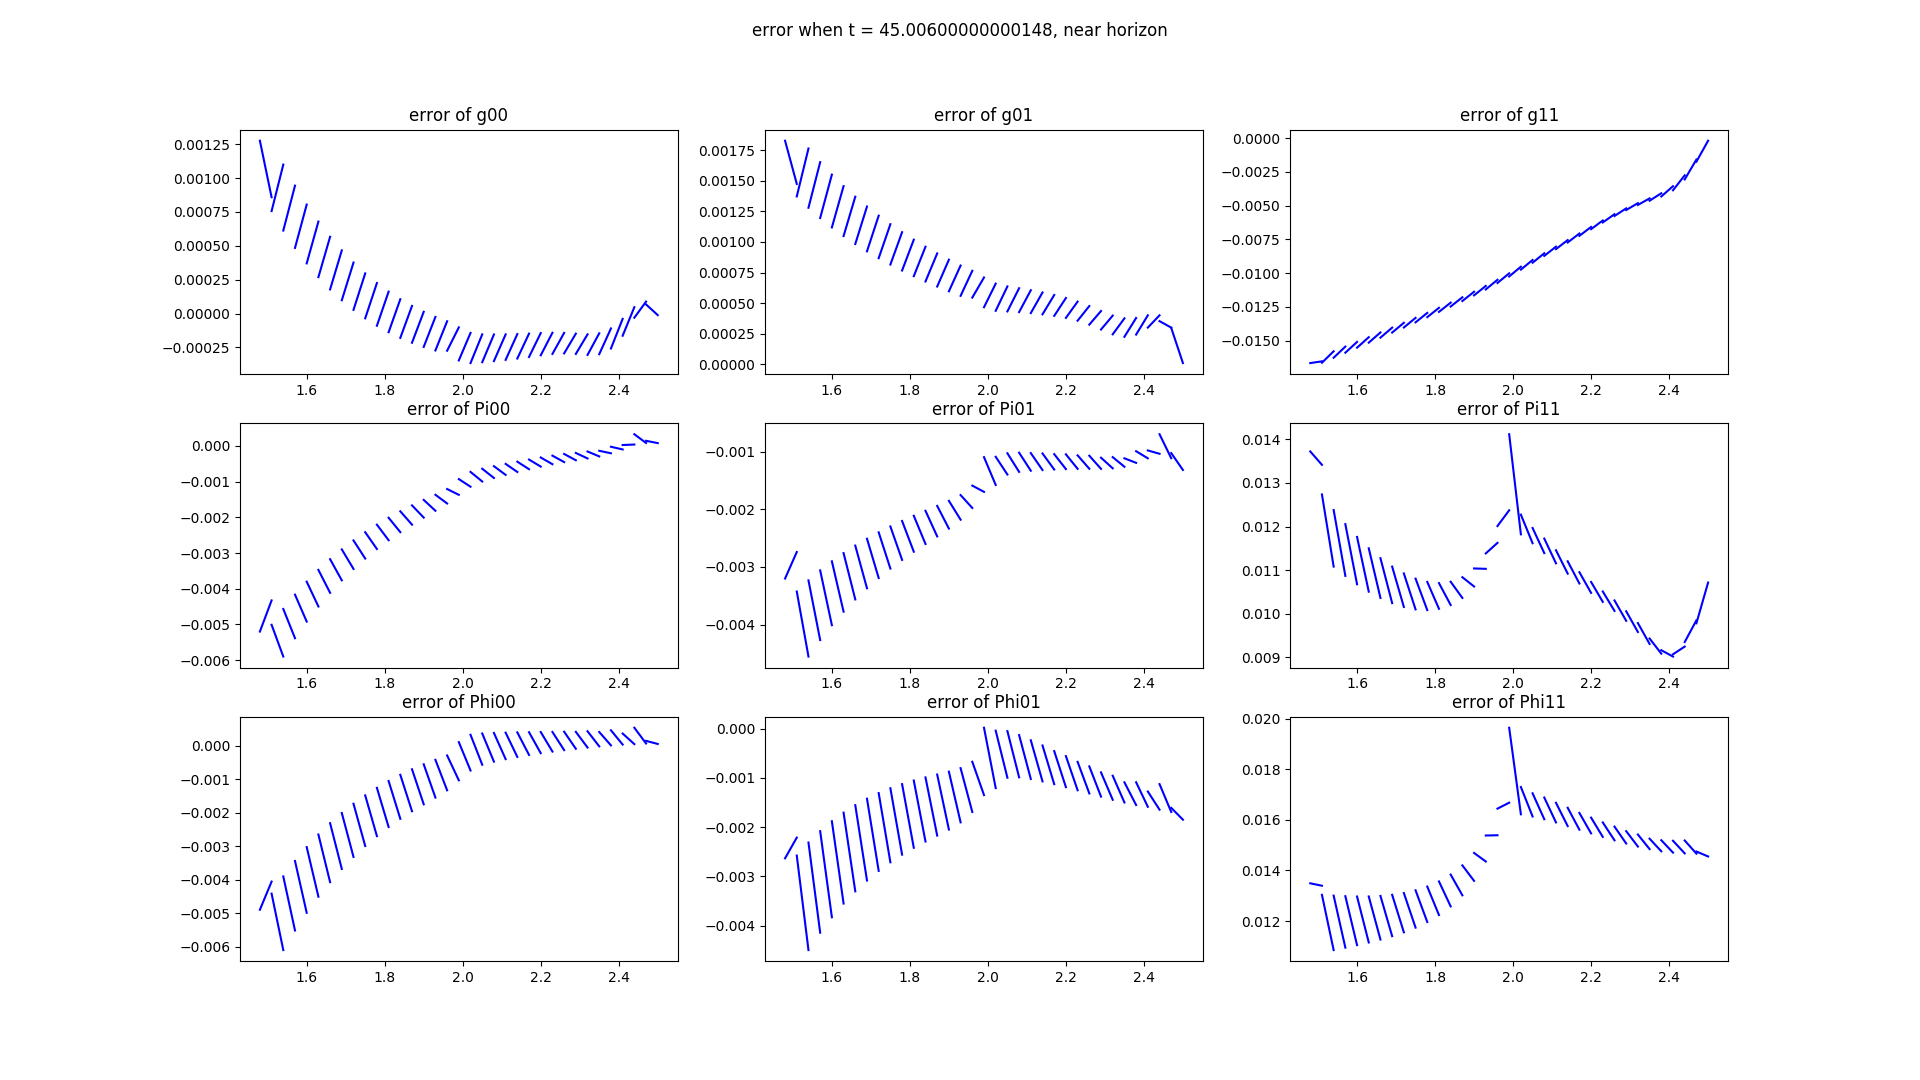 error when t = 45.00600000000148, near horizon
error of g00
error of g01
error of g11
0.00125
0.00100
0.00075
0.00050
0.00025
0.00000
−0.00025
1.6 1.8 2.0 2.2 2.4
0.00175
0.00150
0.00125
0.00100
0.00075
0.00050
0.00025
0.00000
1.6 1.8 2.0 2.2 2.4
0.0000
−0.0025
−0.0050
−0.0075
−0.0100
−0.0125
−0.0150
1.6 1.8 2.0 2.2 2.4
error of Pi00
error of Pi01
error of Pi11
0.000
−0.001
−0.002
−0.003
−0.004
−0.005
−0.006
1.6 1.8 2.0 2.2 2.4
−0.001
−0.002
−0.003
−0.004
1.6 1.8 2.0 2.2 2.4
0.014
0.013
0.012
0.011
0.010
0.009
1.6 1.8 2.0 2.2 2.4
error of Phi00
error of Phi01
error of Phi11
0.000
−0.001
−0.002
−0.003
−0.004
−0.005
−0.006
1.6 1.8 2.0 2.2 2.4
0.000
−0.001
−0.002
−0.003
−0.004
1.6 1.8 2.0 2.2 2.4
0.020
0.018
0.016
0.014
0.012
1.6 1.8 2.0 2.2 2.4